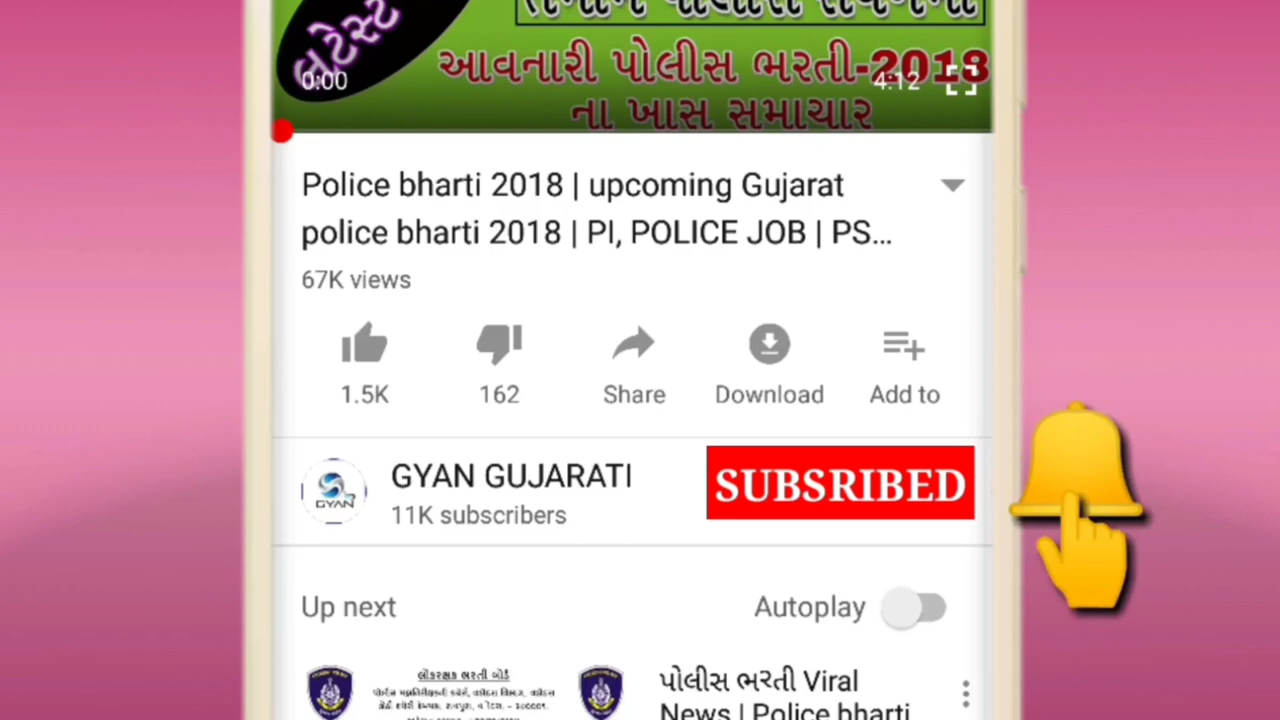 લેટેસ્ટ
આવનારી પોલીસ ભરતી-2018
0:00
4:12
ના ખાસ સમાચાર
Police bharti 2018 | upcoming Gujarat
police bharti 2018 | PI, POLICE JOB | PS...
67K views
1.5K
162
Share
Download
Add to
GYAN
GYAN GUJARATI
11K subscribers
SUBSRIBED
Up next
Autoplay
લોકરક્ષક ભરતી બોર્ડ
પોલીસ ભરતી Viral
News | Police bharti